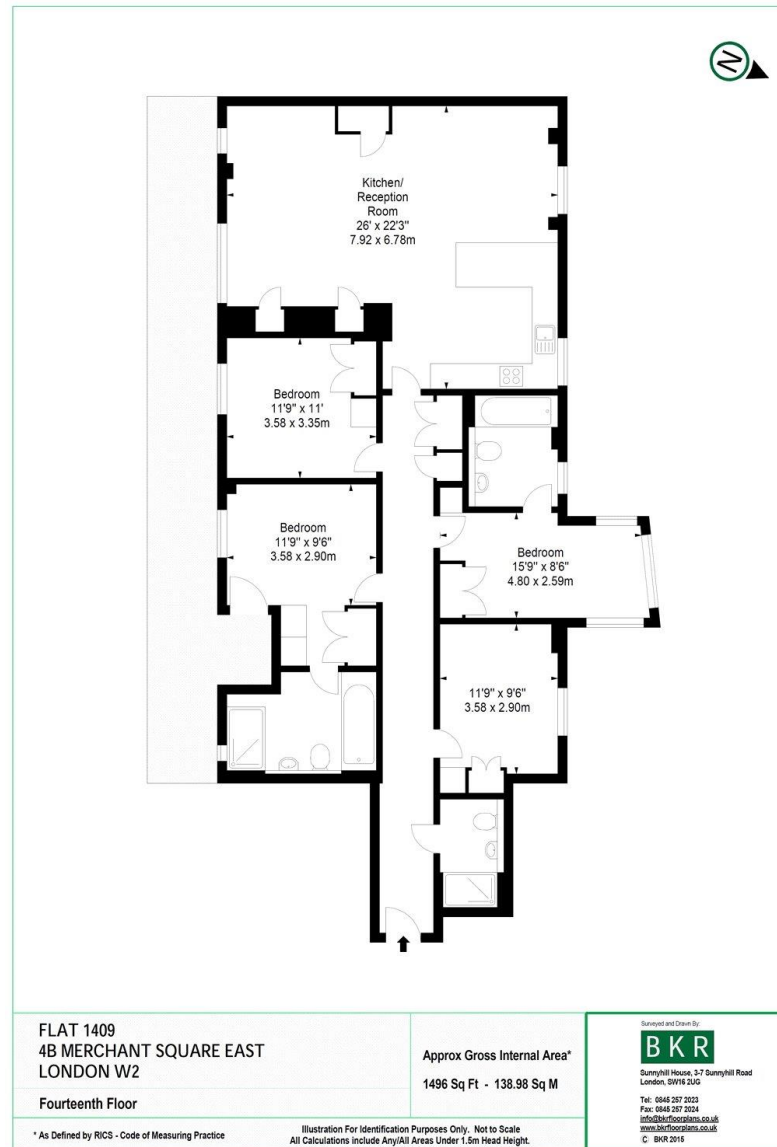 N
Kitchen/
Reception
Room
26' x 22'3"
7.92 x 6.78m
Bedroom
11'9" x 11'
3.58 x 3.35m
Bedroom
11'9" x 9'6"
3.58 x 2.90m
Bedroom
15'9" x 8'6"
4.80 x 2.59m
11'9" x 9'6"
3.58 x 2.90m
FLAT 1409
4B MERCHANT SQUARE EAST
LONDON W2
Fourteenth Floor
Approx Gross Internal Area*
1496 Sq Ft - 138.98 Sq M
* As Defined by RICS - Code of Measuring Practice
Illustration For Identification Purposes Only. Not to Scale
All Calculations include Any/All Areas Under 1.5m Head Height.
Surveyed and Drawn By:
BKR
Sunnyhill House, 3-7 Sunnyhill Road
London, SW16 2UG
Tel: 0845 257 2023
Fax: 0845 257 2024
info@bkrfloorplans.co.uk
www.bkrfloorplans.co.uk
© BKR 2015